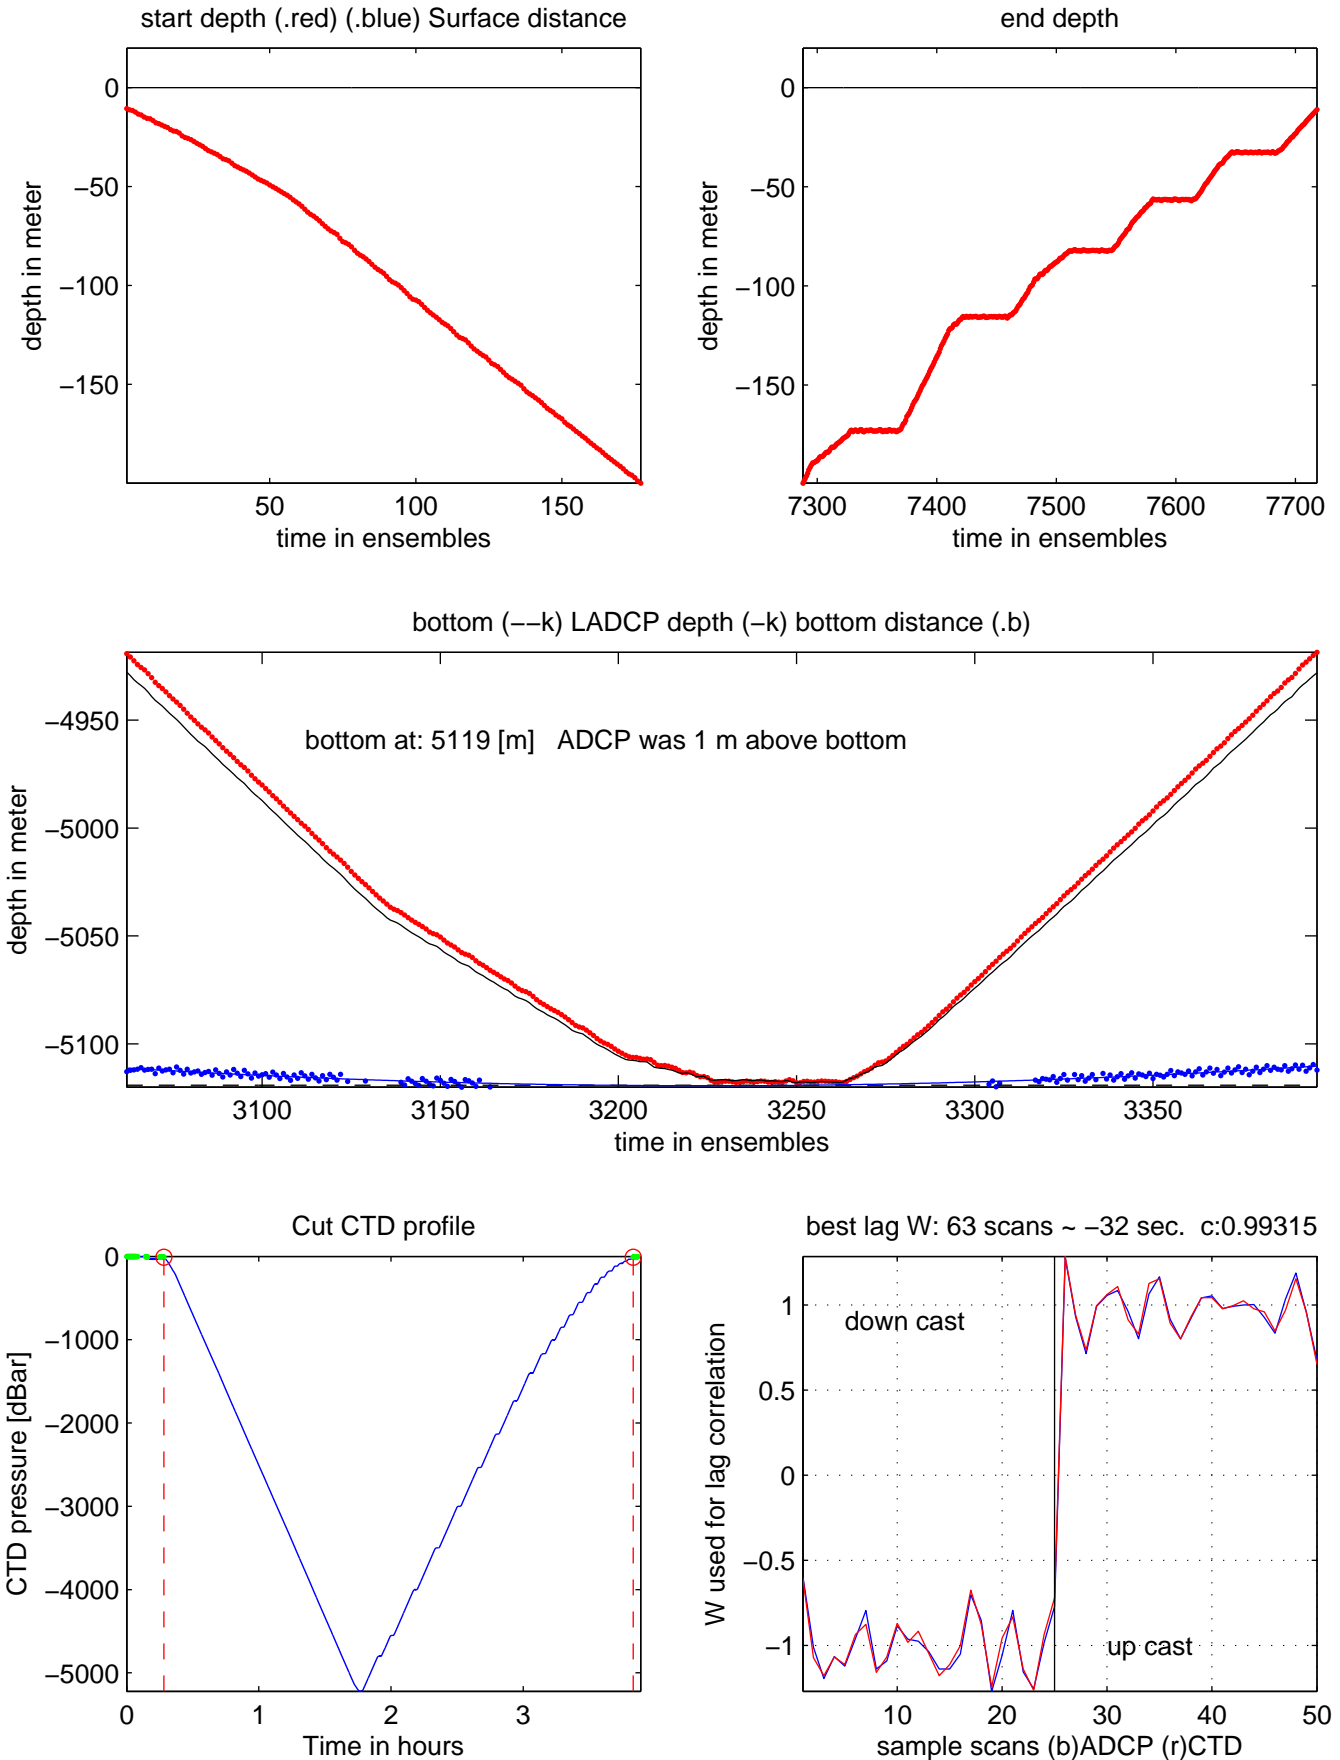 start depth (.red) (.blue) Surface distance
0
−50
−100
−150
depth in meter
50
100
150
time in ensembles
end depth
0
−50
−100
−150
depth in meter
7300
7400
7500
7600
7700
time in ensembles
bottom (−−k) LADCP depth (−k) bottom distance (.b)
bottom at: 5119 [m]   ADCP was 1 m above bottom
−4950
−5000
−5050
−5100
depth in meter
3100
3150
3200
3250
3300
3350
time in ensembles
Cut CTD profile
0
−1000
−2000
−3000
−4000
−5000
CTD pressure [dBar]
0
1
2
3
Time in hours
best lag W: 63 scans ~ −32 sec.  c:0.99315
down cast
up cast
1
0.5
0
−0.5
−1
W used for lag correlation
10
20
30
40
50
sample scans (b)ADCP (r)CTD